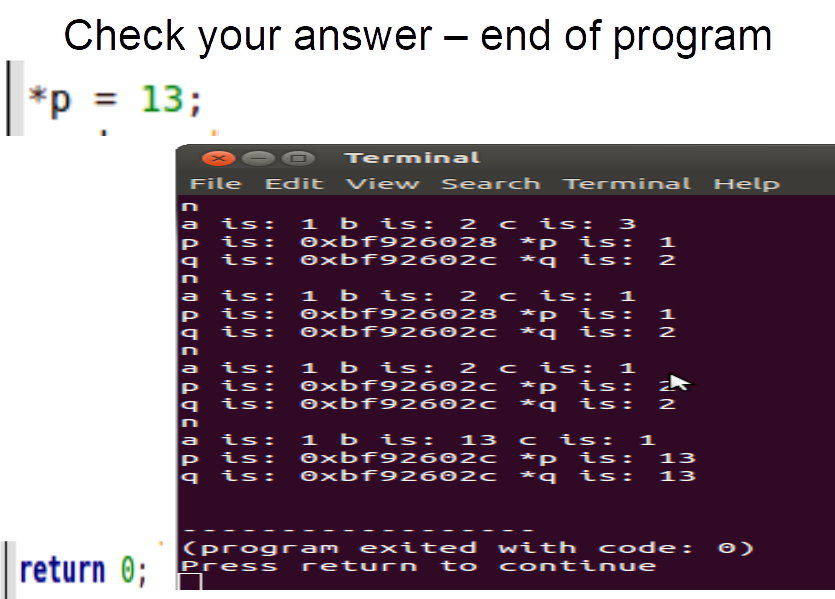 Check your answer – end of program
*p = 13;
Terminal
File Edit View Search Terminal Help
n
a is: 1 b is: 2 c is: 3
p is: 0xbf926028 *p is: 1
q is: 0xbf92602c *q is: 2
n
a is: 1 b is: 2 c is: 1
p is: 0xbf926028 *p is: 1
q is: 0xbf92602c *q is: 2
n
a is: 1 b is: 2 c is: 1
p is: 0xbf92602c *p is: 2
q is: 0xbf92602c *q is: 2
n
a is: 1 b is: 13 c is: 1
p is: 0xbf92602c *p is: 13
q is: 0xbf92602c *q is: 13
------------------
(program exited with code: 0)
Press return to continue
return 0;